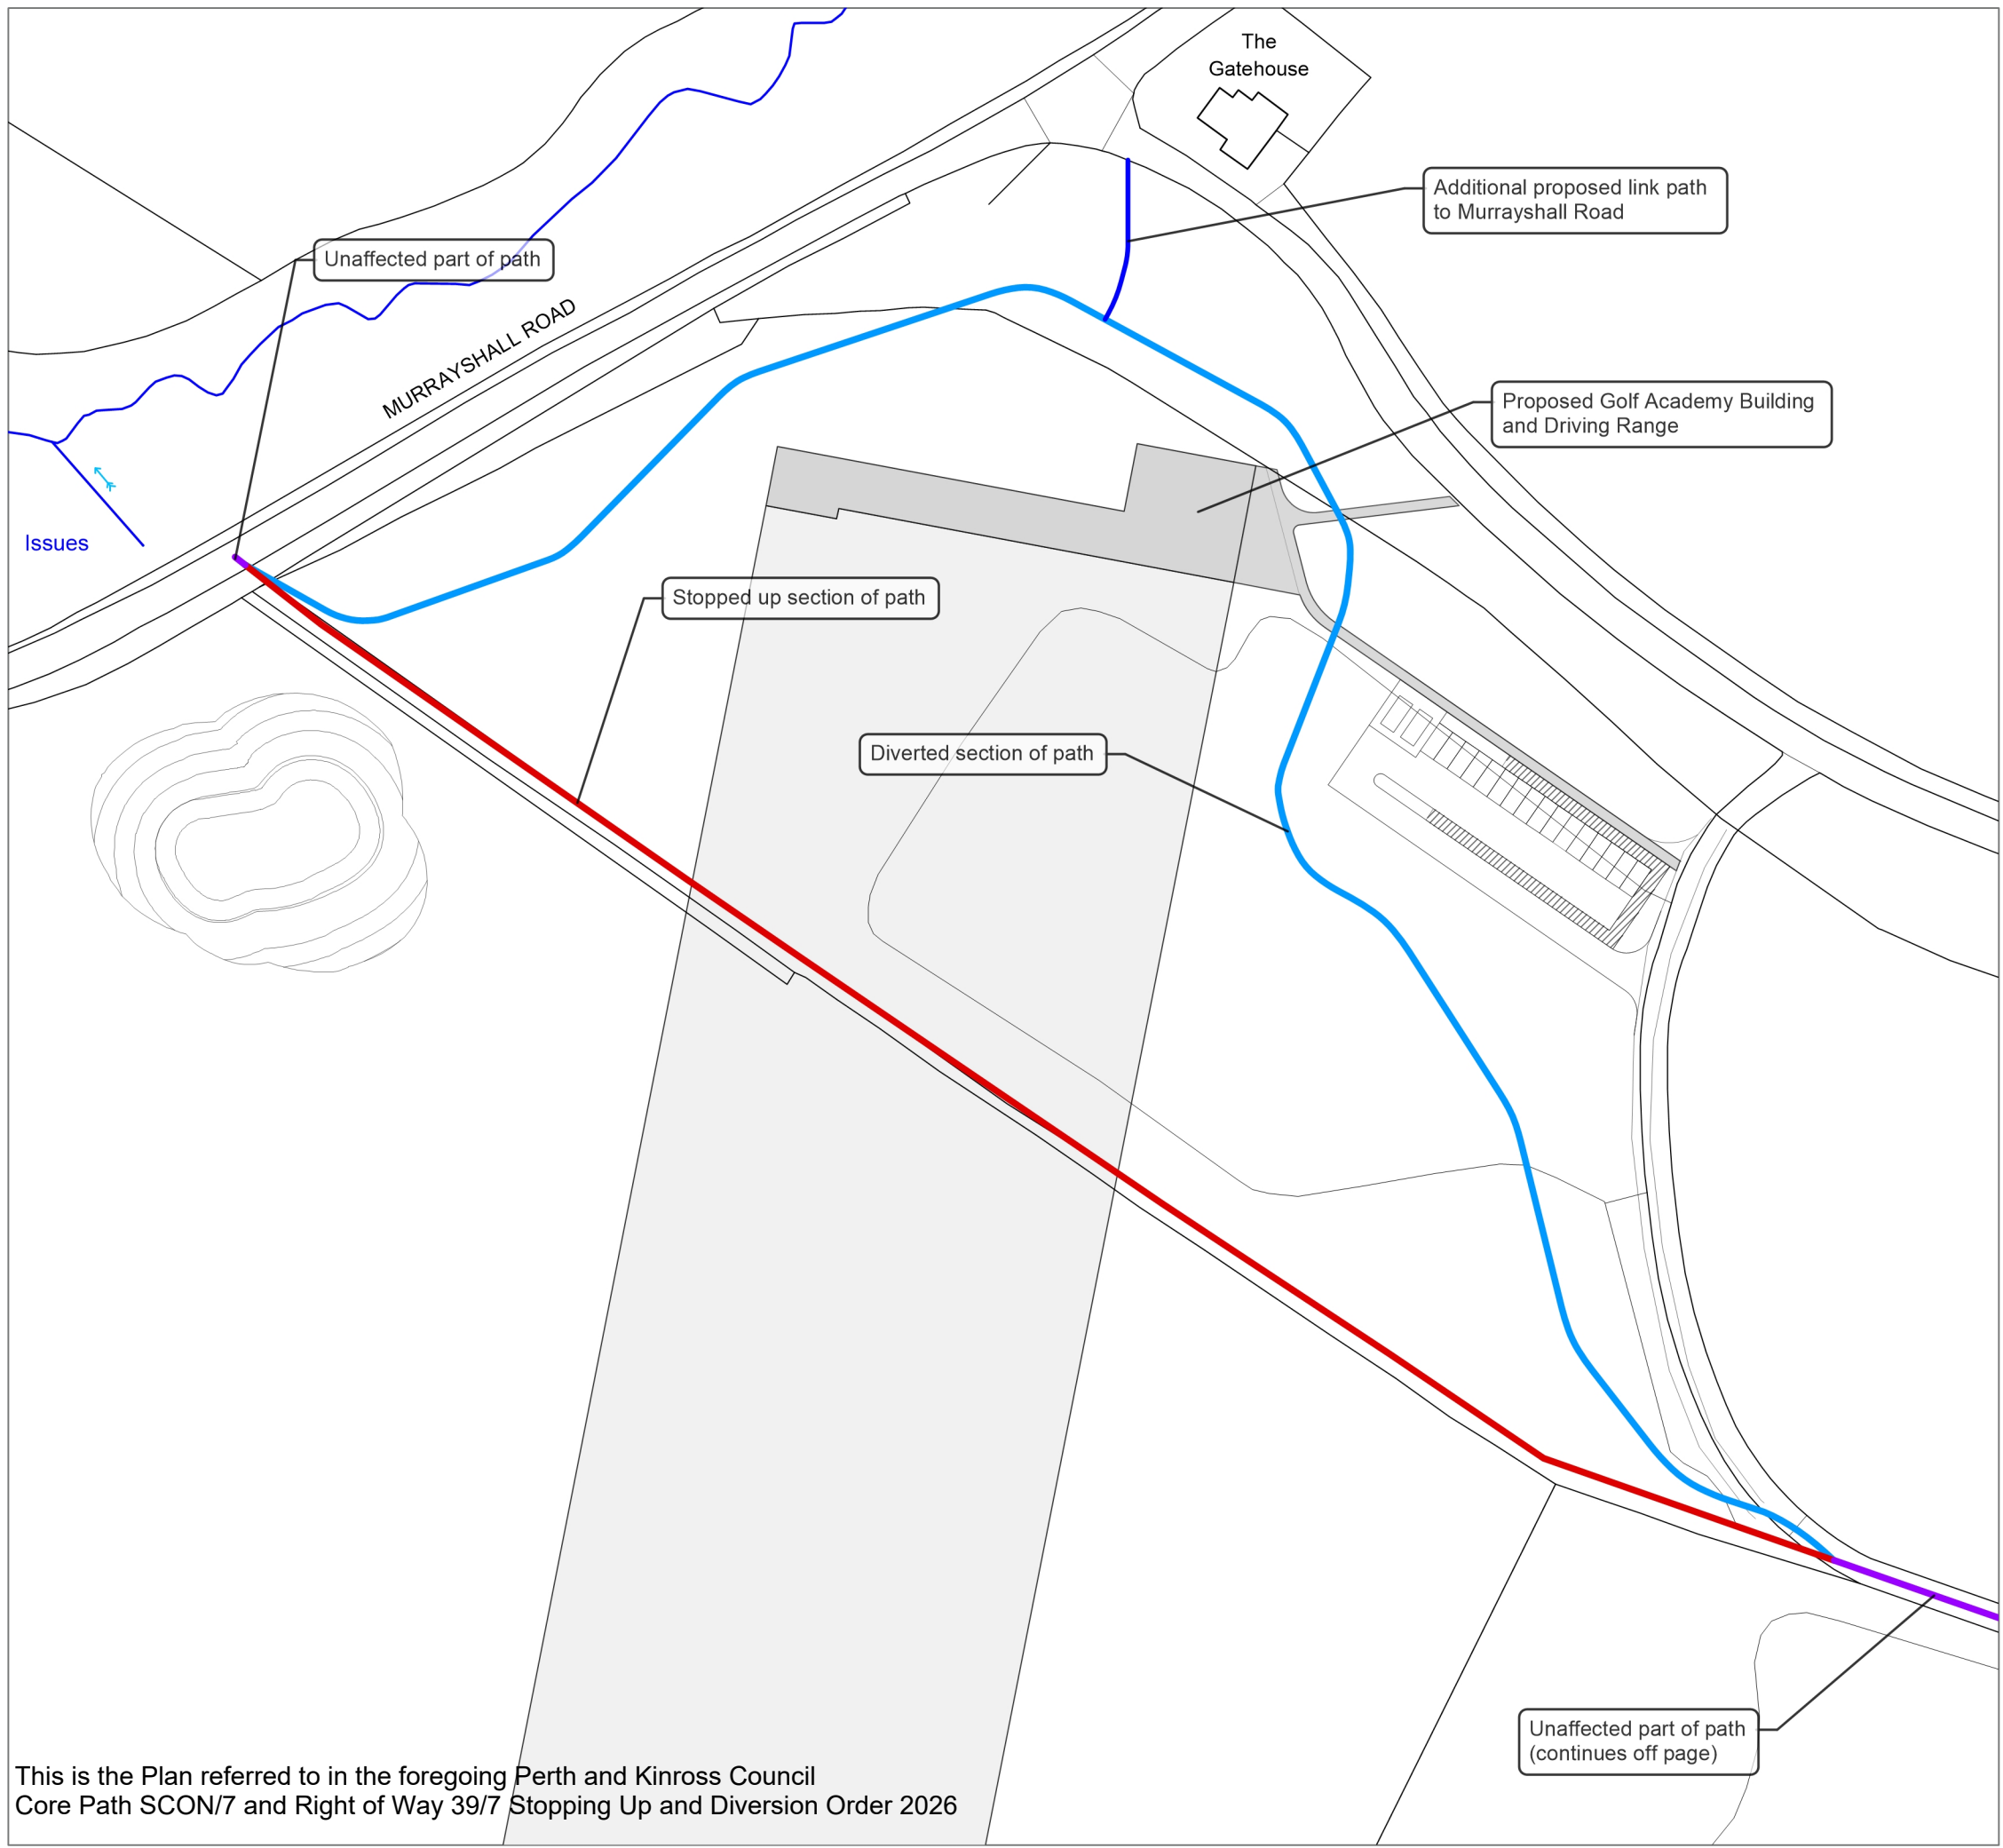 The
Gatehouse
Additional proposed link path
to Murrayshall Road
Unaffected part of path
MURRAYSHALL ROAD
Proposed Golf Academy Building
and Driving Range
Issues
Stopped up section of path
Diverted section of path
Unaffected part of path
(continues off page)
This is the Plan referred to in the foregoing Perth and Kinross Council
Core Path SCON/7 and Right of Way 39/7 Stopping Up and Diversion Order 2026